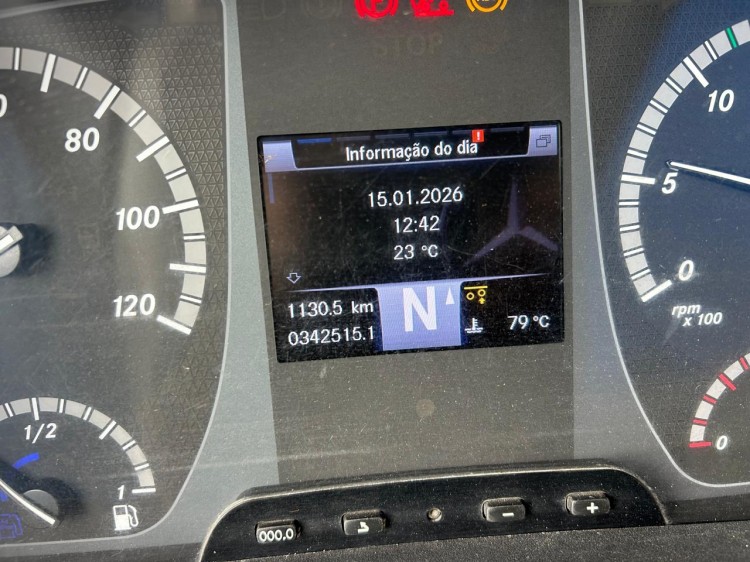 STOP
80
100
120
1/2
1
Informação do dia
15.01.2026
12:42
23 °C
1130.5 km
0342515.1
N
79 °C
10
5
0
rpm
x 100
0
000.0
- +